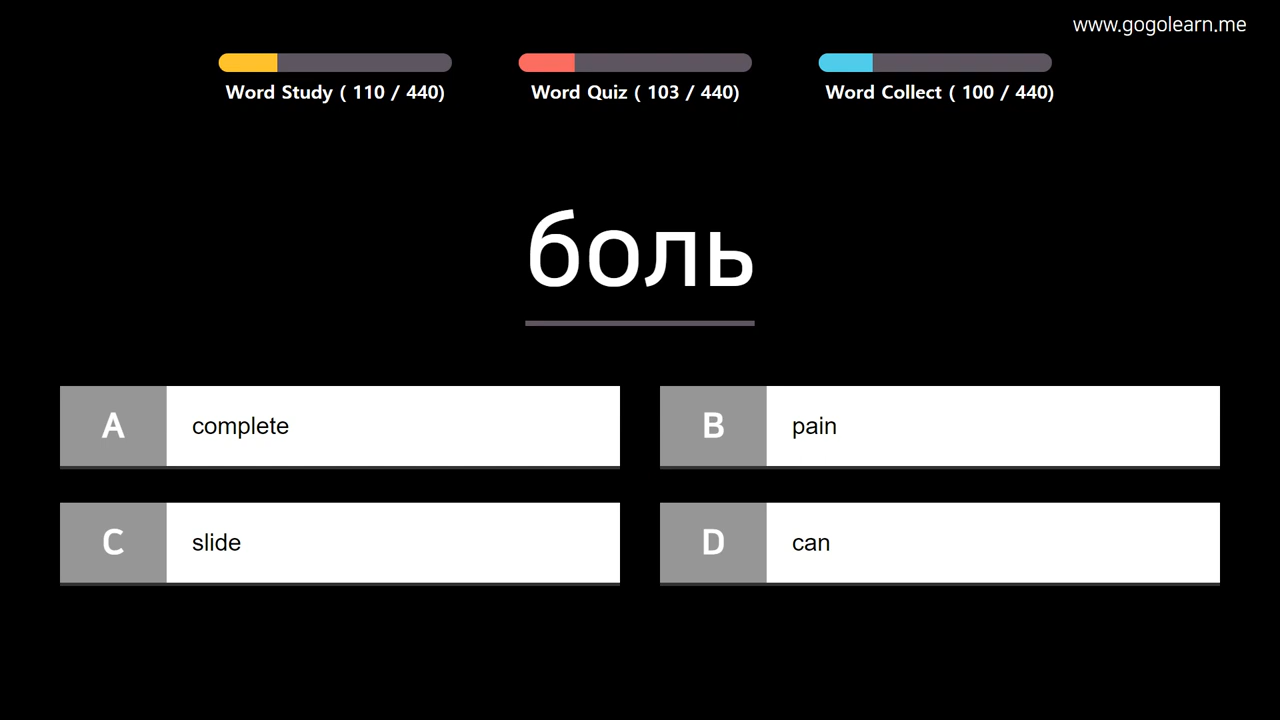 www.gogolearn.me
Word Study ( 110 / 440)
Word Quiz ( 103 / 440)
Word Collect ( 100 / 440)
боль
A complete
B pain
C slide
D can